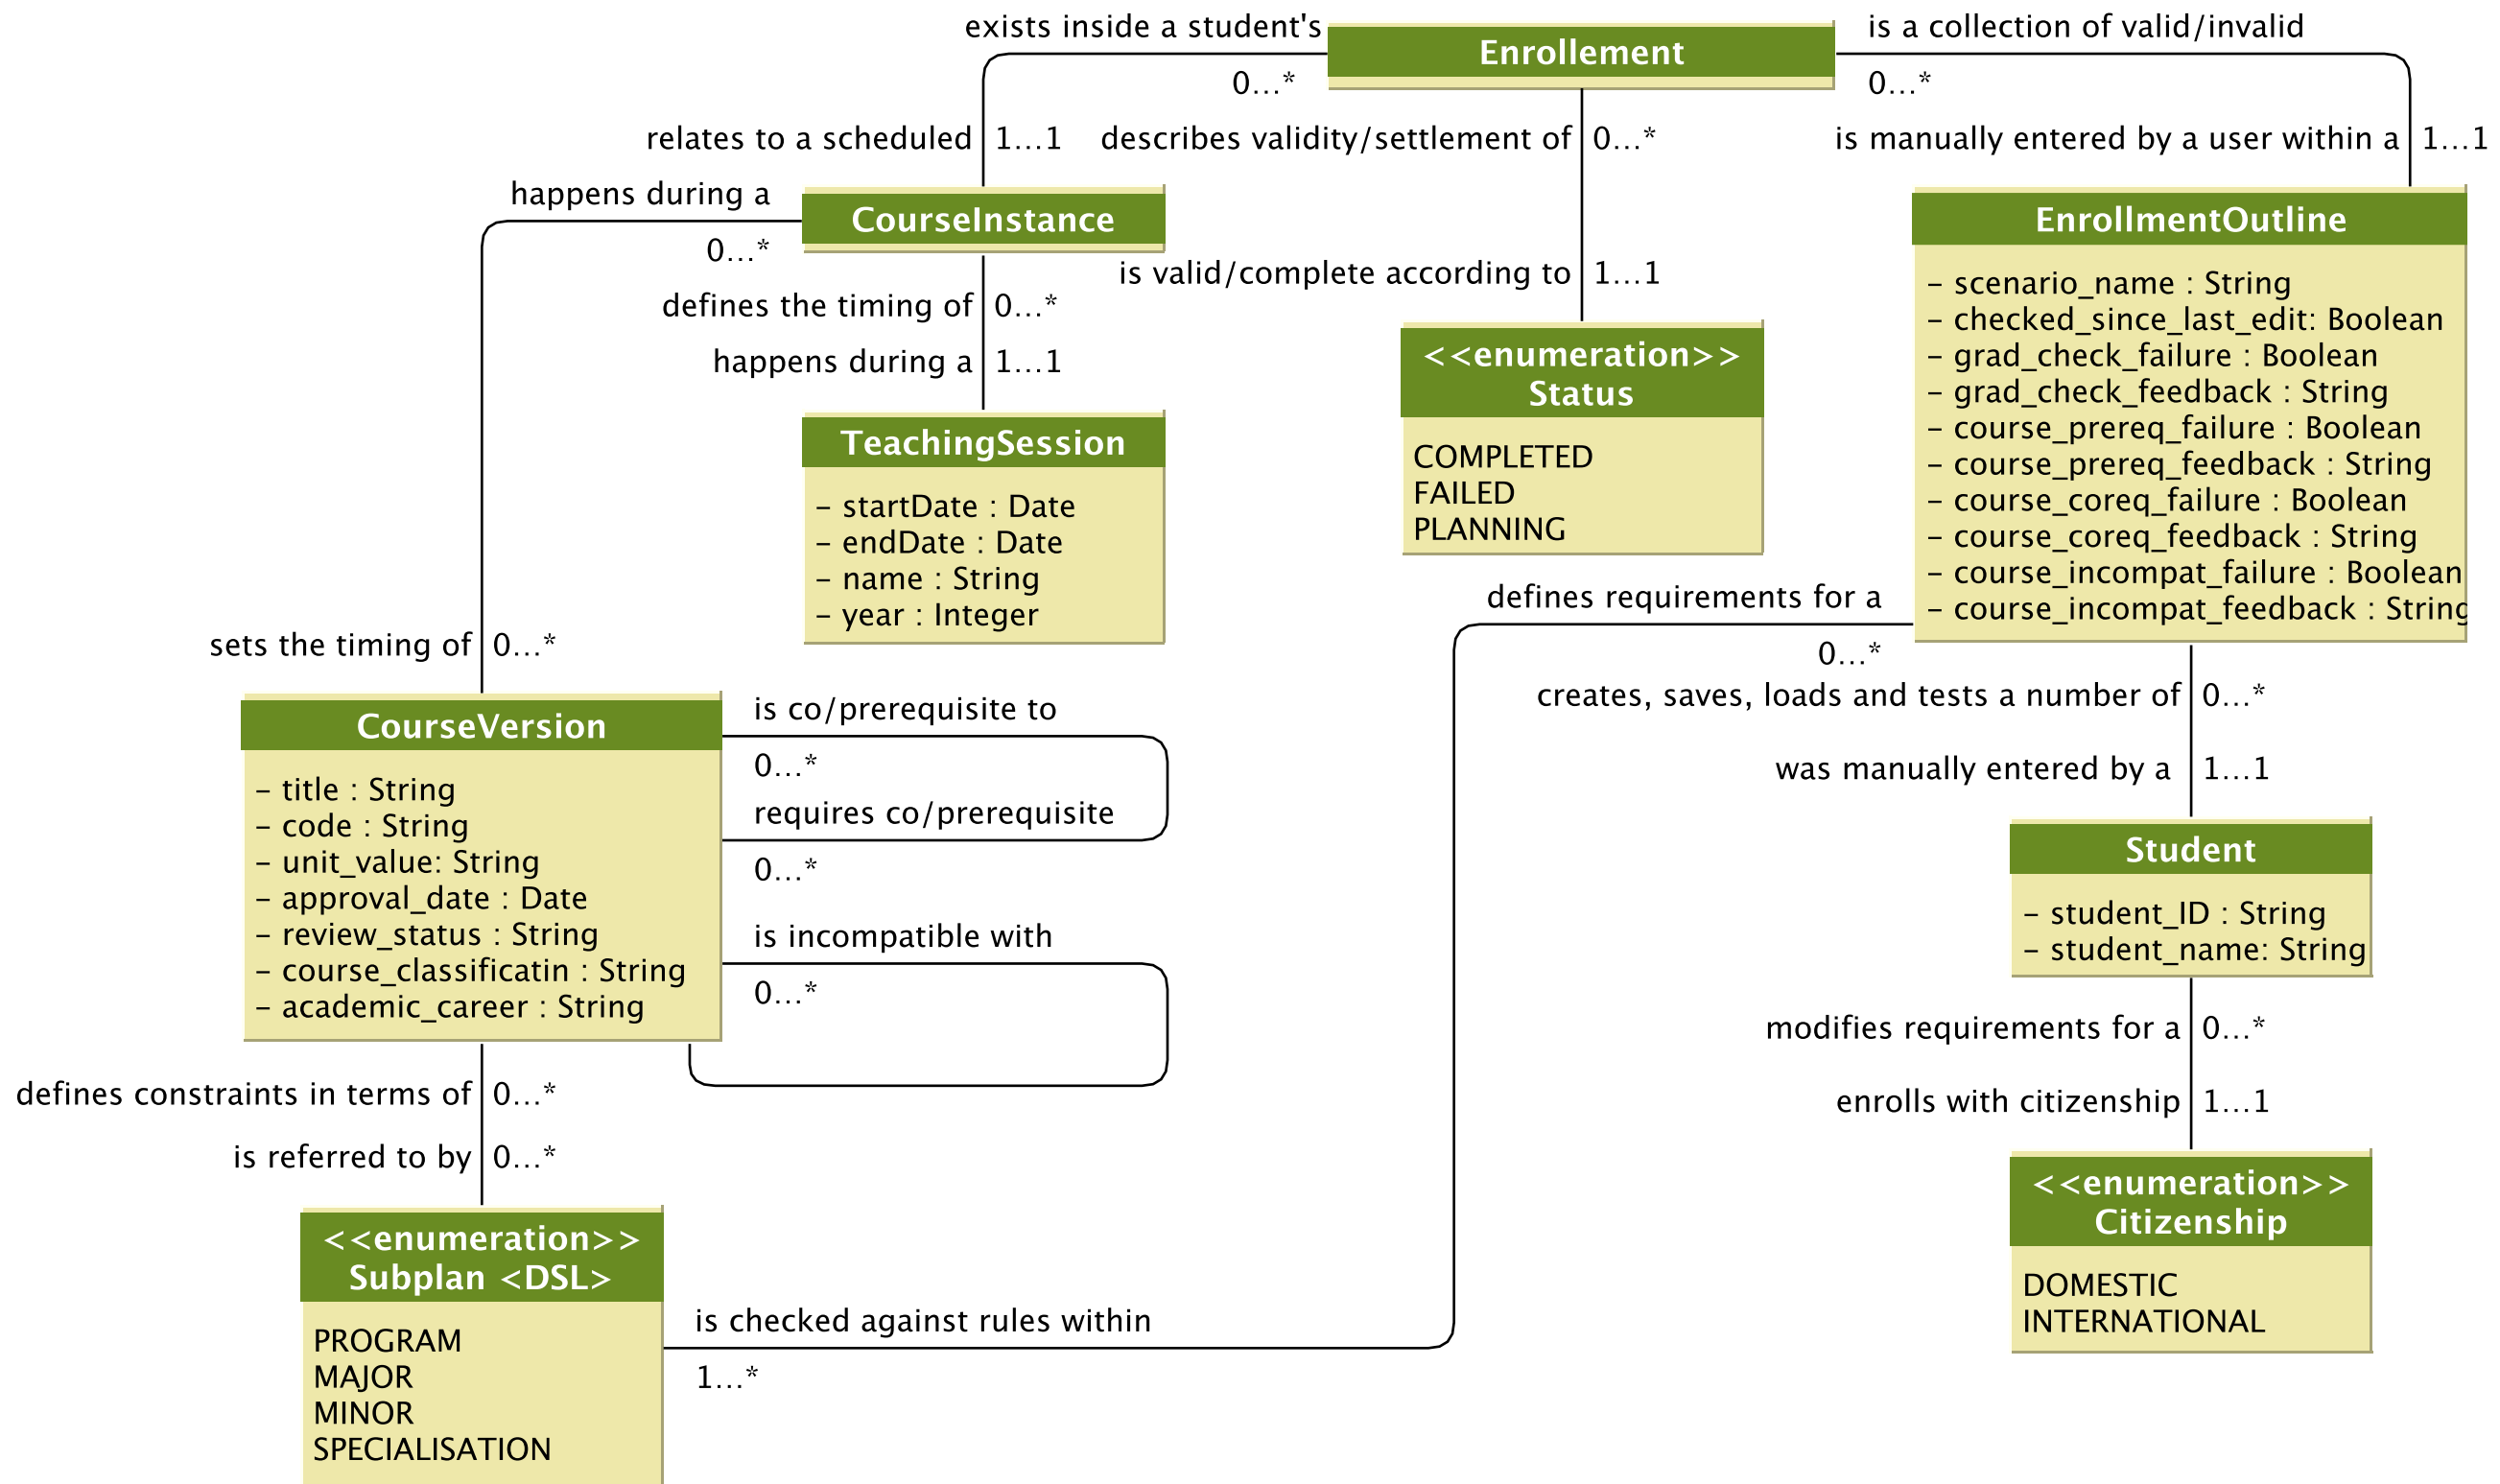 exists inside a student's
Enrollement
is a collection of valid/invalid
0...*
0...*
relates to a scheduled
1...1
describes validity/settlement of
0...*
is manually entered by a user within a
1...1
happens during a
CourseInstance
EnrollmentOutline
0...*
is valid/complete according to
1...1
- scenario_name : String
- checked_since_last_edit: Boolean
- grad_check_failure : Boolean
- grad_check_feedback : String
- course_prereq_failure : Boolean
- course_prereq_feedback : String
- course_coreq_failure : Boolean
- course_coreq_feedback : String
- course_incompat_failure : Boolean
- course_incompat_feedback : String
defines the timing of
0...*
happens during a
1...1
<<enumeration>>
Status
COMPLETED
FAILED
PLANNING
TeachingSession
- startDate : Date
- endDate : Date
- name : String
- year : Integer
defines requirements for a
0...*
sets the timing of
0...*
creates, saves, loads and tests a number of
0...*
was manually entered by a
1...1
CourseVersion
- title : String
- code : String
- unit_value: String
- approval_date : Date
- review_status : String
- course_classificatin : String
- academic_career : String
is co/prerequisite to
0...*
requires co/prerequisite
0...*
is incompatible with
0...*
Student
- student_ID : String
- student_name: String
modifies requirements for a
0...*
enrolls with citizenship
1...1
defines constraints in terms of
0...*
is referred to by
0...*
<<enumeration>>
Citizenship
DOMESTIC
INTERNATIONAL
<<enumeration>>
Subplan <DSL>
PROGRAM
MAJOR
MINOR
SPECIALISATION
is checked against rules within
1...*